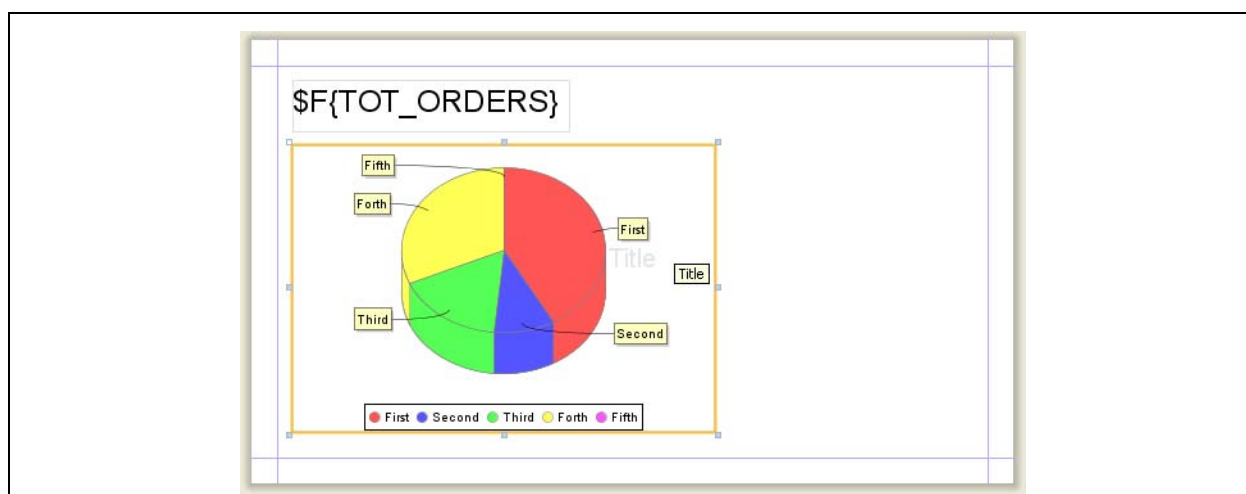 $F{TOT_ORDERS}
Fifth
Forth
First
Title
Title
Third
Second
First Second Third Forth Fifth